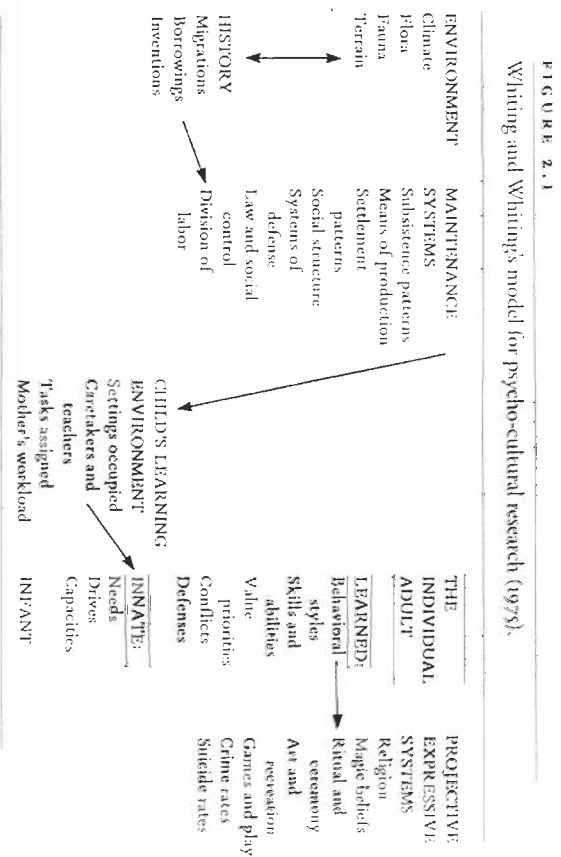 FIGURE 2.1
Whiting and Whiting's model for psycho-cultural research (1975).
ENVIRONMENT
Climate
Flora
Fauna
Terrain
HISTORY
Migrations
Borrowings
Inventions
MAINTENANCE
SYSTEMS
Subsistence patterns
Means of production
Settlement
patterns
Social structure
Systems of
defense
Law and social
control
Division of
labor
CHILD'S LEARNING
ENVIRONMENT
Settings occupied
Caretakers and
teachers
Tasks assigned
Mother's workload
THE
INDIVIDUAL
ADULT
LEARNED:
Behavioral
styles
Skills and
abilities
Value
priorities
Conflicts
Defenses
INNATE:
Needs
Drives
Capacities
INFANT
PROJECTIVE
EXPRESSIVE
SYSTEMS
Religion
Magic beliefs
Ritual and
ceremony
Art and
recreation
Games and play
Crime rates
Suicide rates